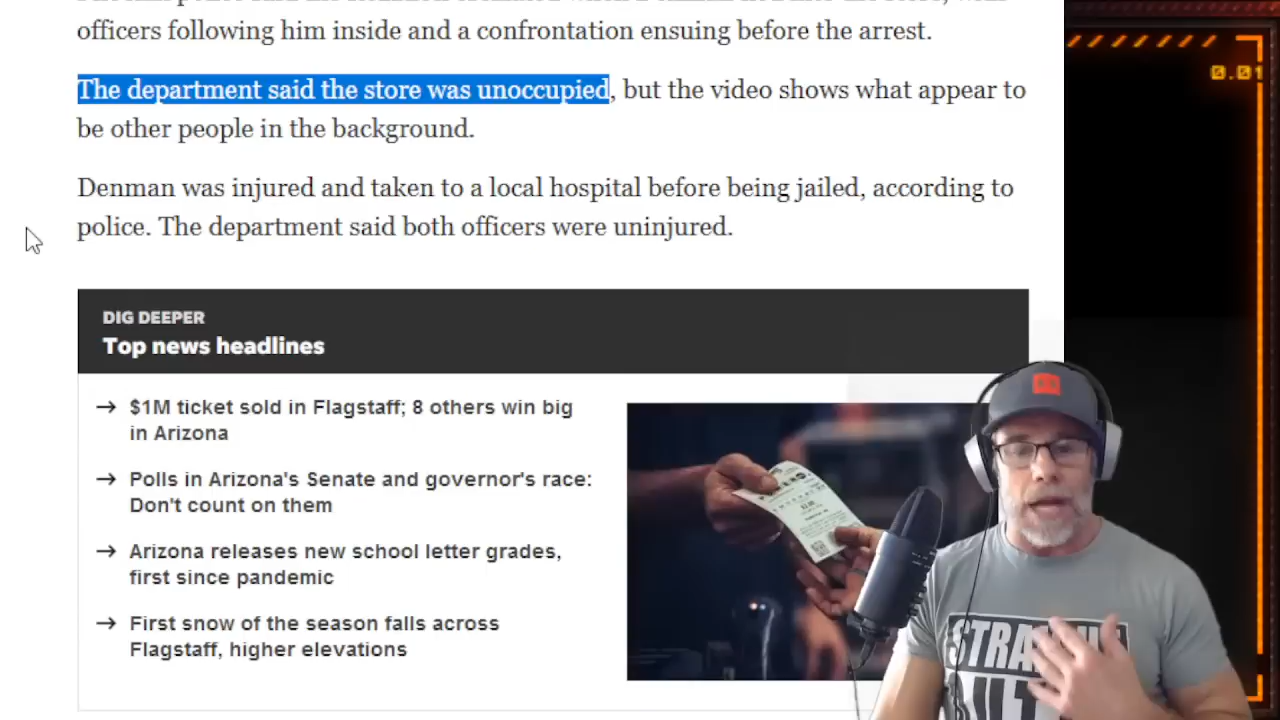 officers following him inside and a confrontation ensuing before the arrest.
The department said the store was unoccupied, but the video shows what appear to
be other people in the background.
Denman was injured and taken to a local hospital before being jailed, according to
police. The department said both officers were uninjured.
DIG DEEPER
Top news headlines
→ $1M ticket sold in Flagstaff; 8 others win big
in Arizona
→ Polls in Arizona's Senate and governor's race:
Don't count on them
→ Arizona releases new school letter grades,
first since pandemic
→ First snow of the season falls across
Flagstaff, higher elevations
0.01